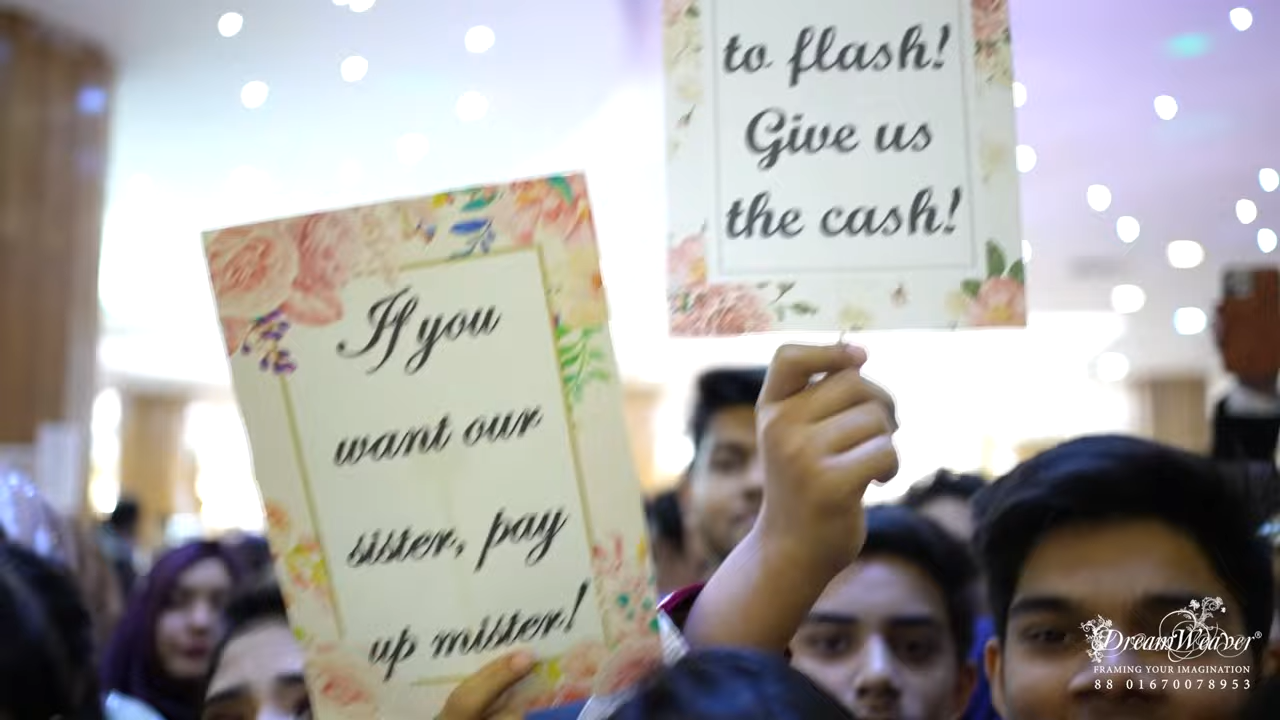 to flash!
Give us
the cash!
If you
want our
sister, pay
up mister!
DreamWeaver®
FRAMING YOUR IMAGINATION
88 01670078953